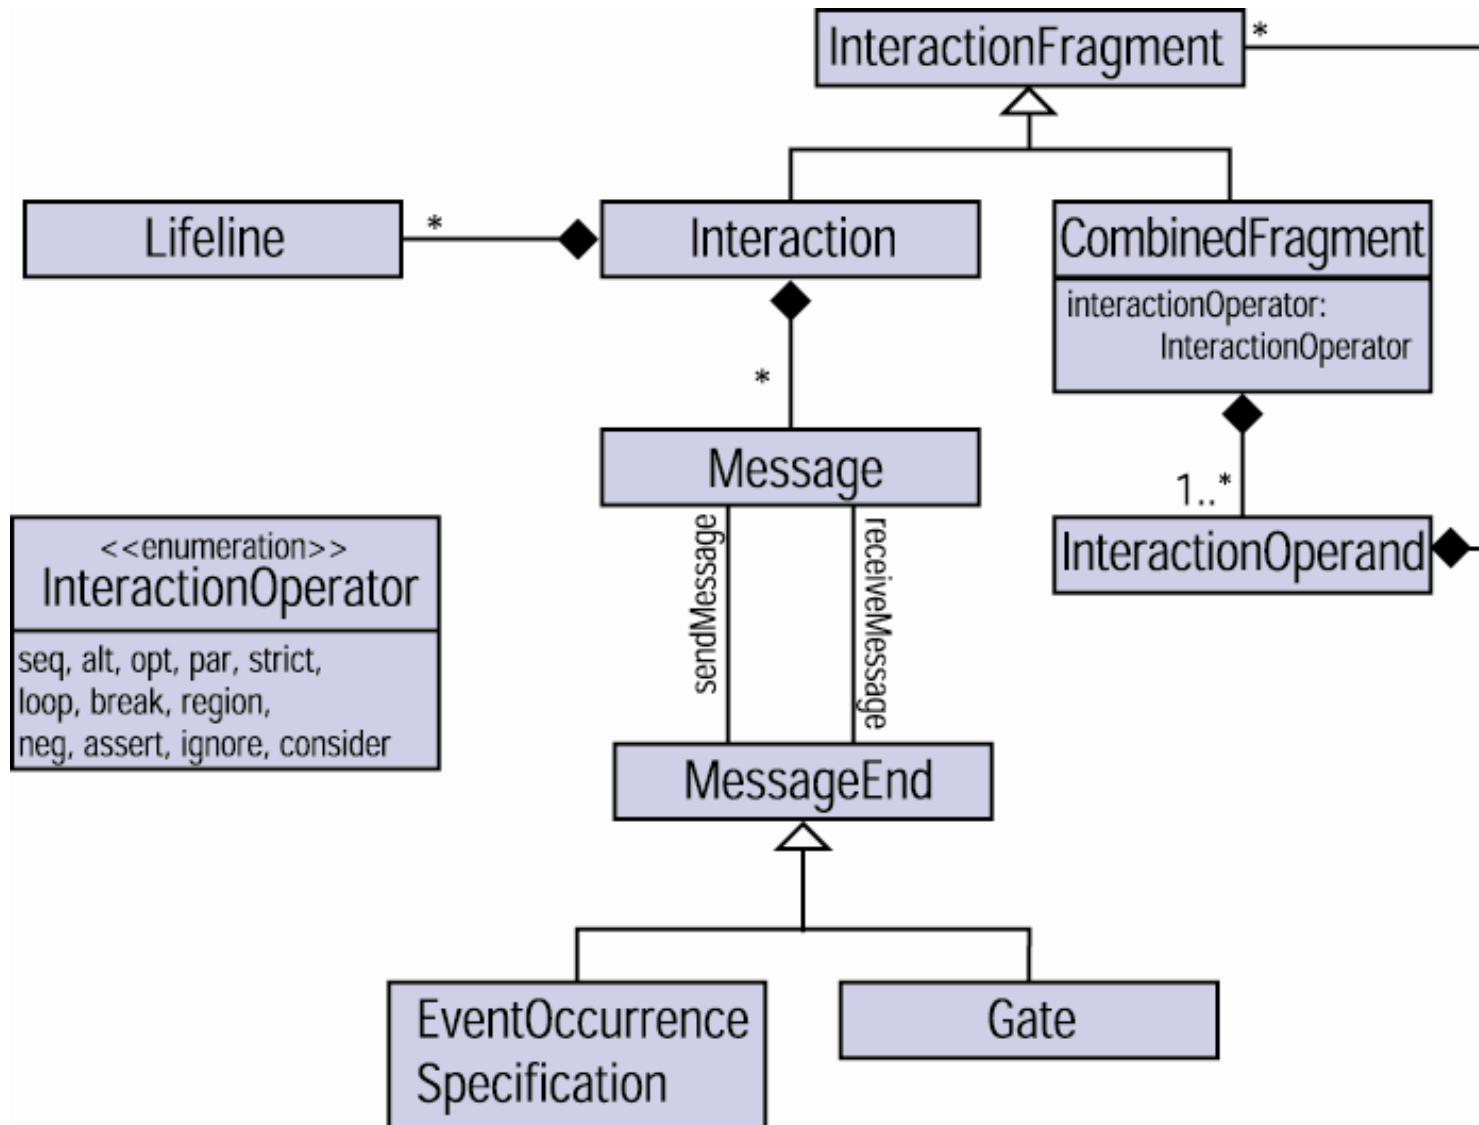 InteractionFragment
*
Lifeline
*
Interaction
CombinedFragment
interactionOperator:
InteractionOperator
*
Message
1..*
InteractionOperand
sendMessage
receiveMessage
<<enumeration>>
InteractionOperator
seq, alt, opt, par, strict,
loop, break, region,
neg, assert, ignore, consider
MessageEnd
EventOccurrence
Specification
Gate